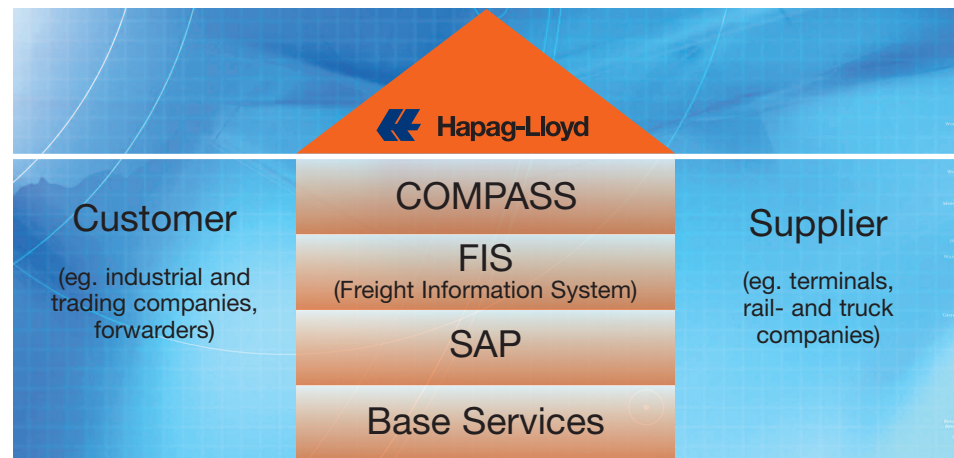 Hapag-Lloyd
Customer
(eg. industrial and
trading companies,
forwarders)
COMPASS
FIS
(Freight Information System)
SAP
Base Services
Supplier
(eg. terminals,
rail- and truck
companies)